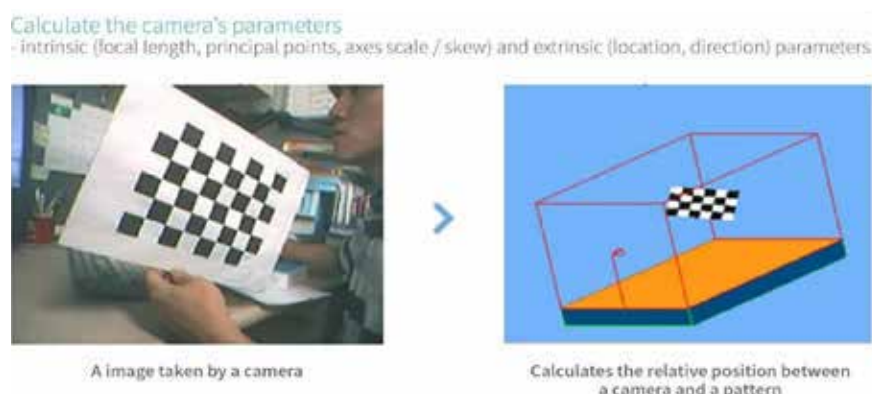 Calculate the camera's parameters
- intrinsic (focal length, principal points, axes scale / skew) and extrinsic (location, direction) parameters
A image taken by a camera
Calculates the relative position between
a camera and a pattern